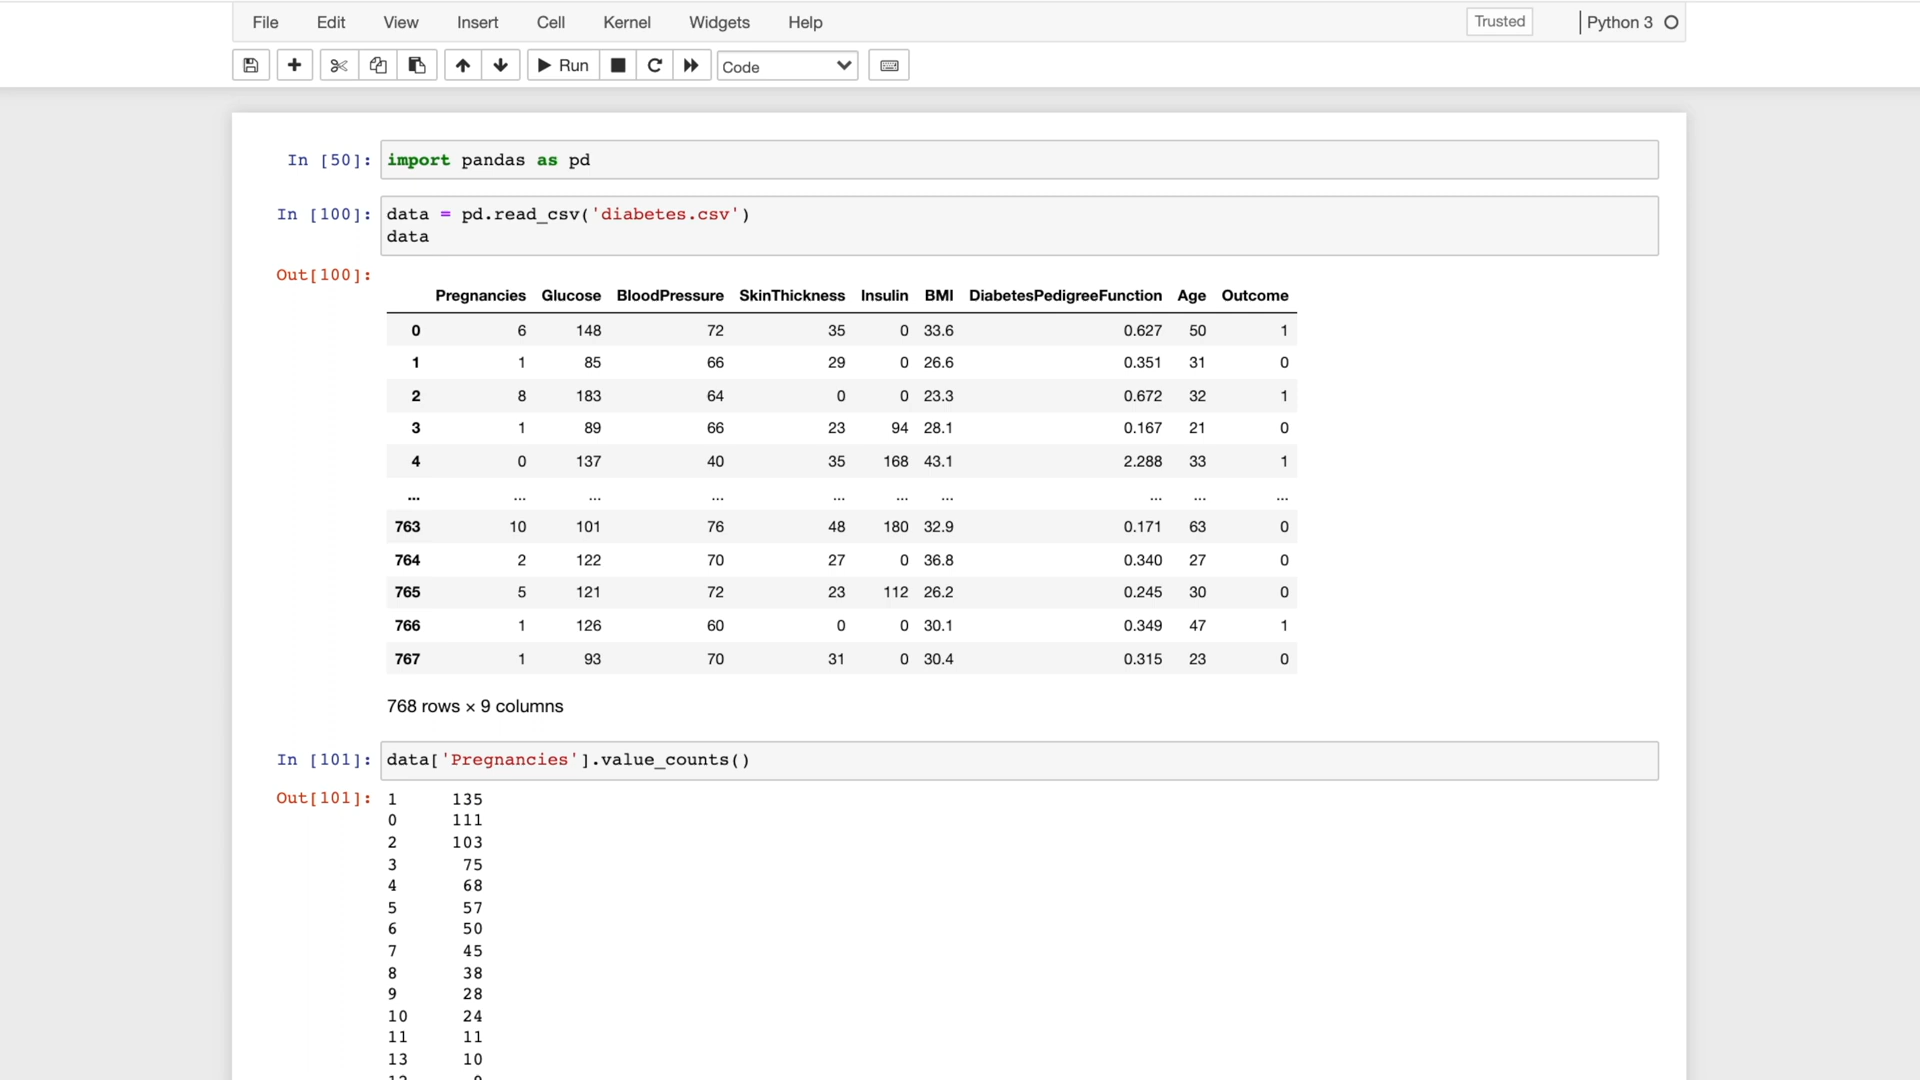 File Edit View Insert Cell Kernel Widgets Help Trusted Python 3
Run Code
In [50]: import pandas as pd
In [100]: data = pd.read_csv('diabetes.csv')
data
Out[100]:
Pregnancies Glucose BloodPressure SkinThickness Insulin BMI DiabetesPedigreeFunction Age Outcome
0 6 148 72 35 0 33.6 0.627 50 1
1 1 85 66 29 0 26.6 0.351 31 0
2 8 183 64 0 0 23.3 0.672 32 1
3 1 89 66 23 94 28.1 0.167 21 0
4 0 137 40 35 168 43.1 2.288 33 1
... ... ... ... ... ... ... ... ... ...
763 10 101 76 48 180 32.9 0.171 63 0
764 2 122 70 27 0 36.8 0.340 27 0
765 5 121 72 23 112 26.2 0.245 30 0
766 1 126 60 0 0 30.1 0.349 47 1
767 1 93 70 31 0 30.4 0.315 23 0
768 rows × 9 columns
In [101]: data['Pregnancies'].value_counts()
Out[101]: 1 135
0 111
2 103
3 75
4 68
5 57
6 50
7 45
8 38
9 28
10 24
11 11
13 10